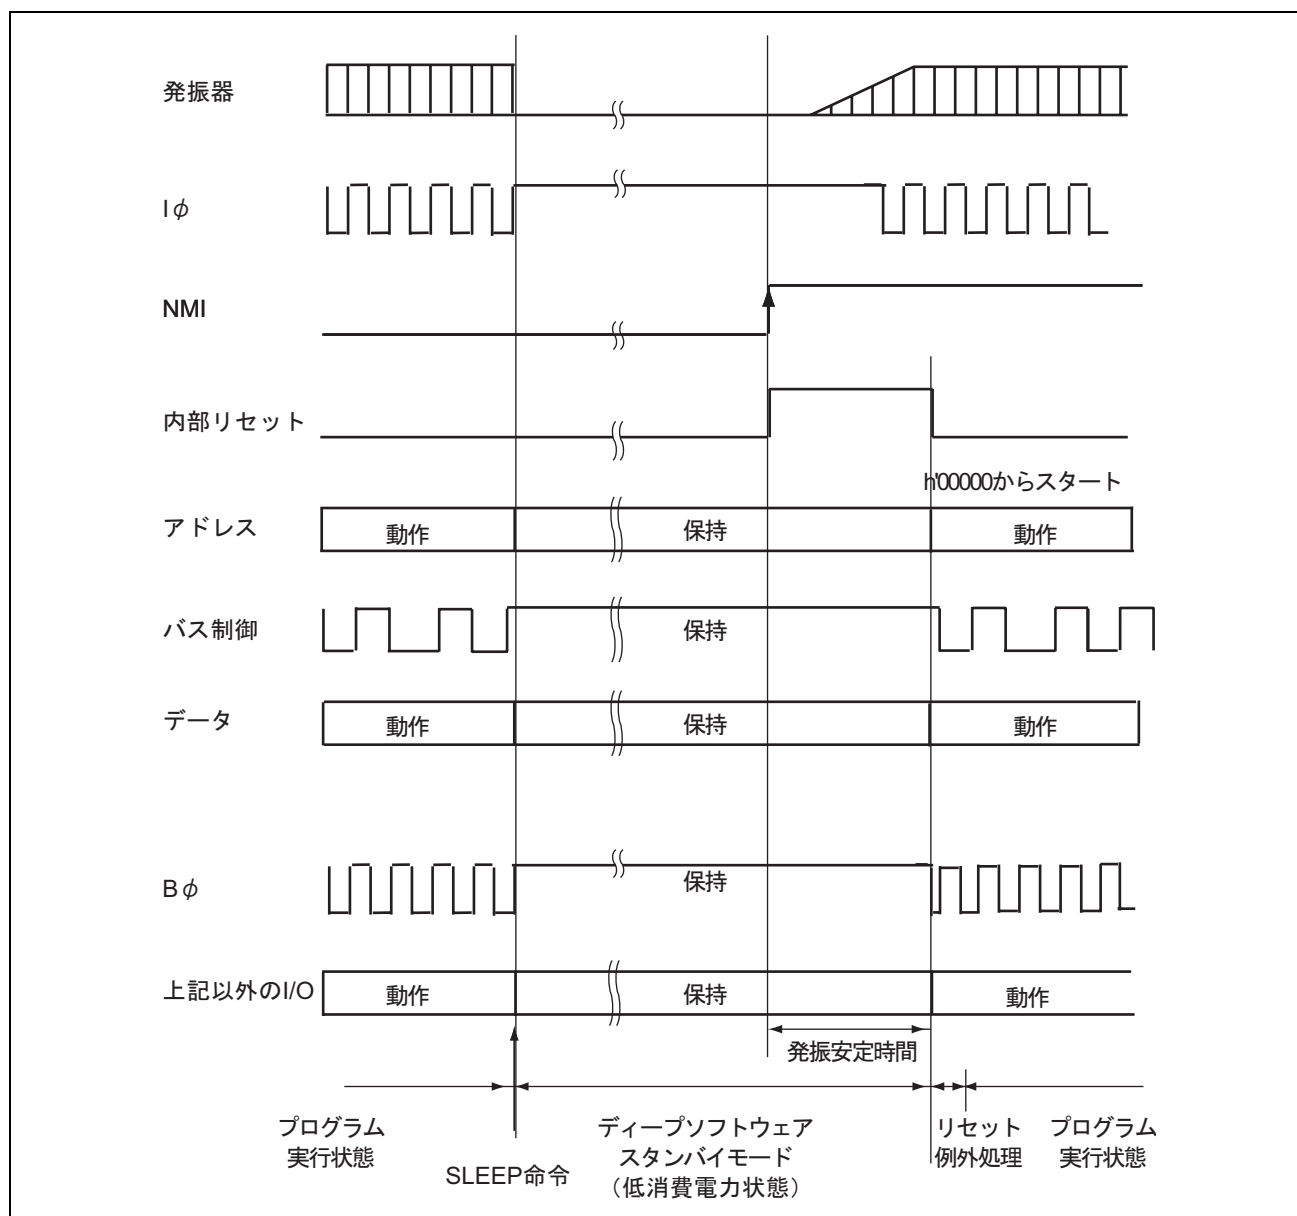 発振器
Iφ
NMI
内部リセット
h'00000からスタート
アドレス
動作
保持
動作
バス制御
保持
データ
動作
保持
動作
Bφ
保持
上記以外のI/O
動作
保持
動作
発振安定時間
プログラム
実行状態
SLEEP命令
ディープソフトウェア
スタンバイモード
（低消費電力状態）
リセット
例外処理
プログラム
実行状態